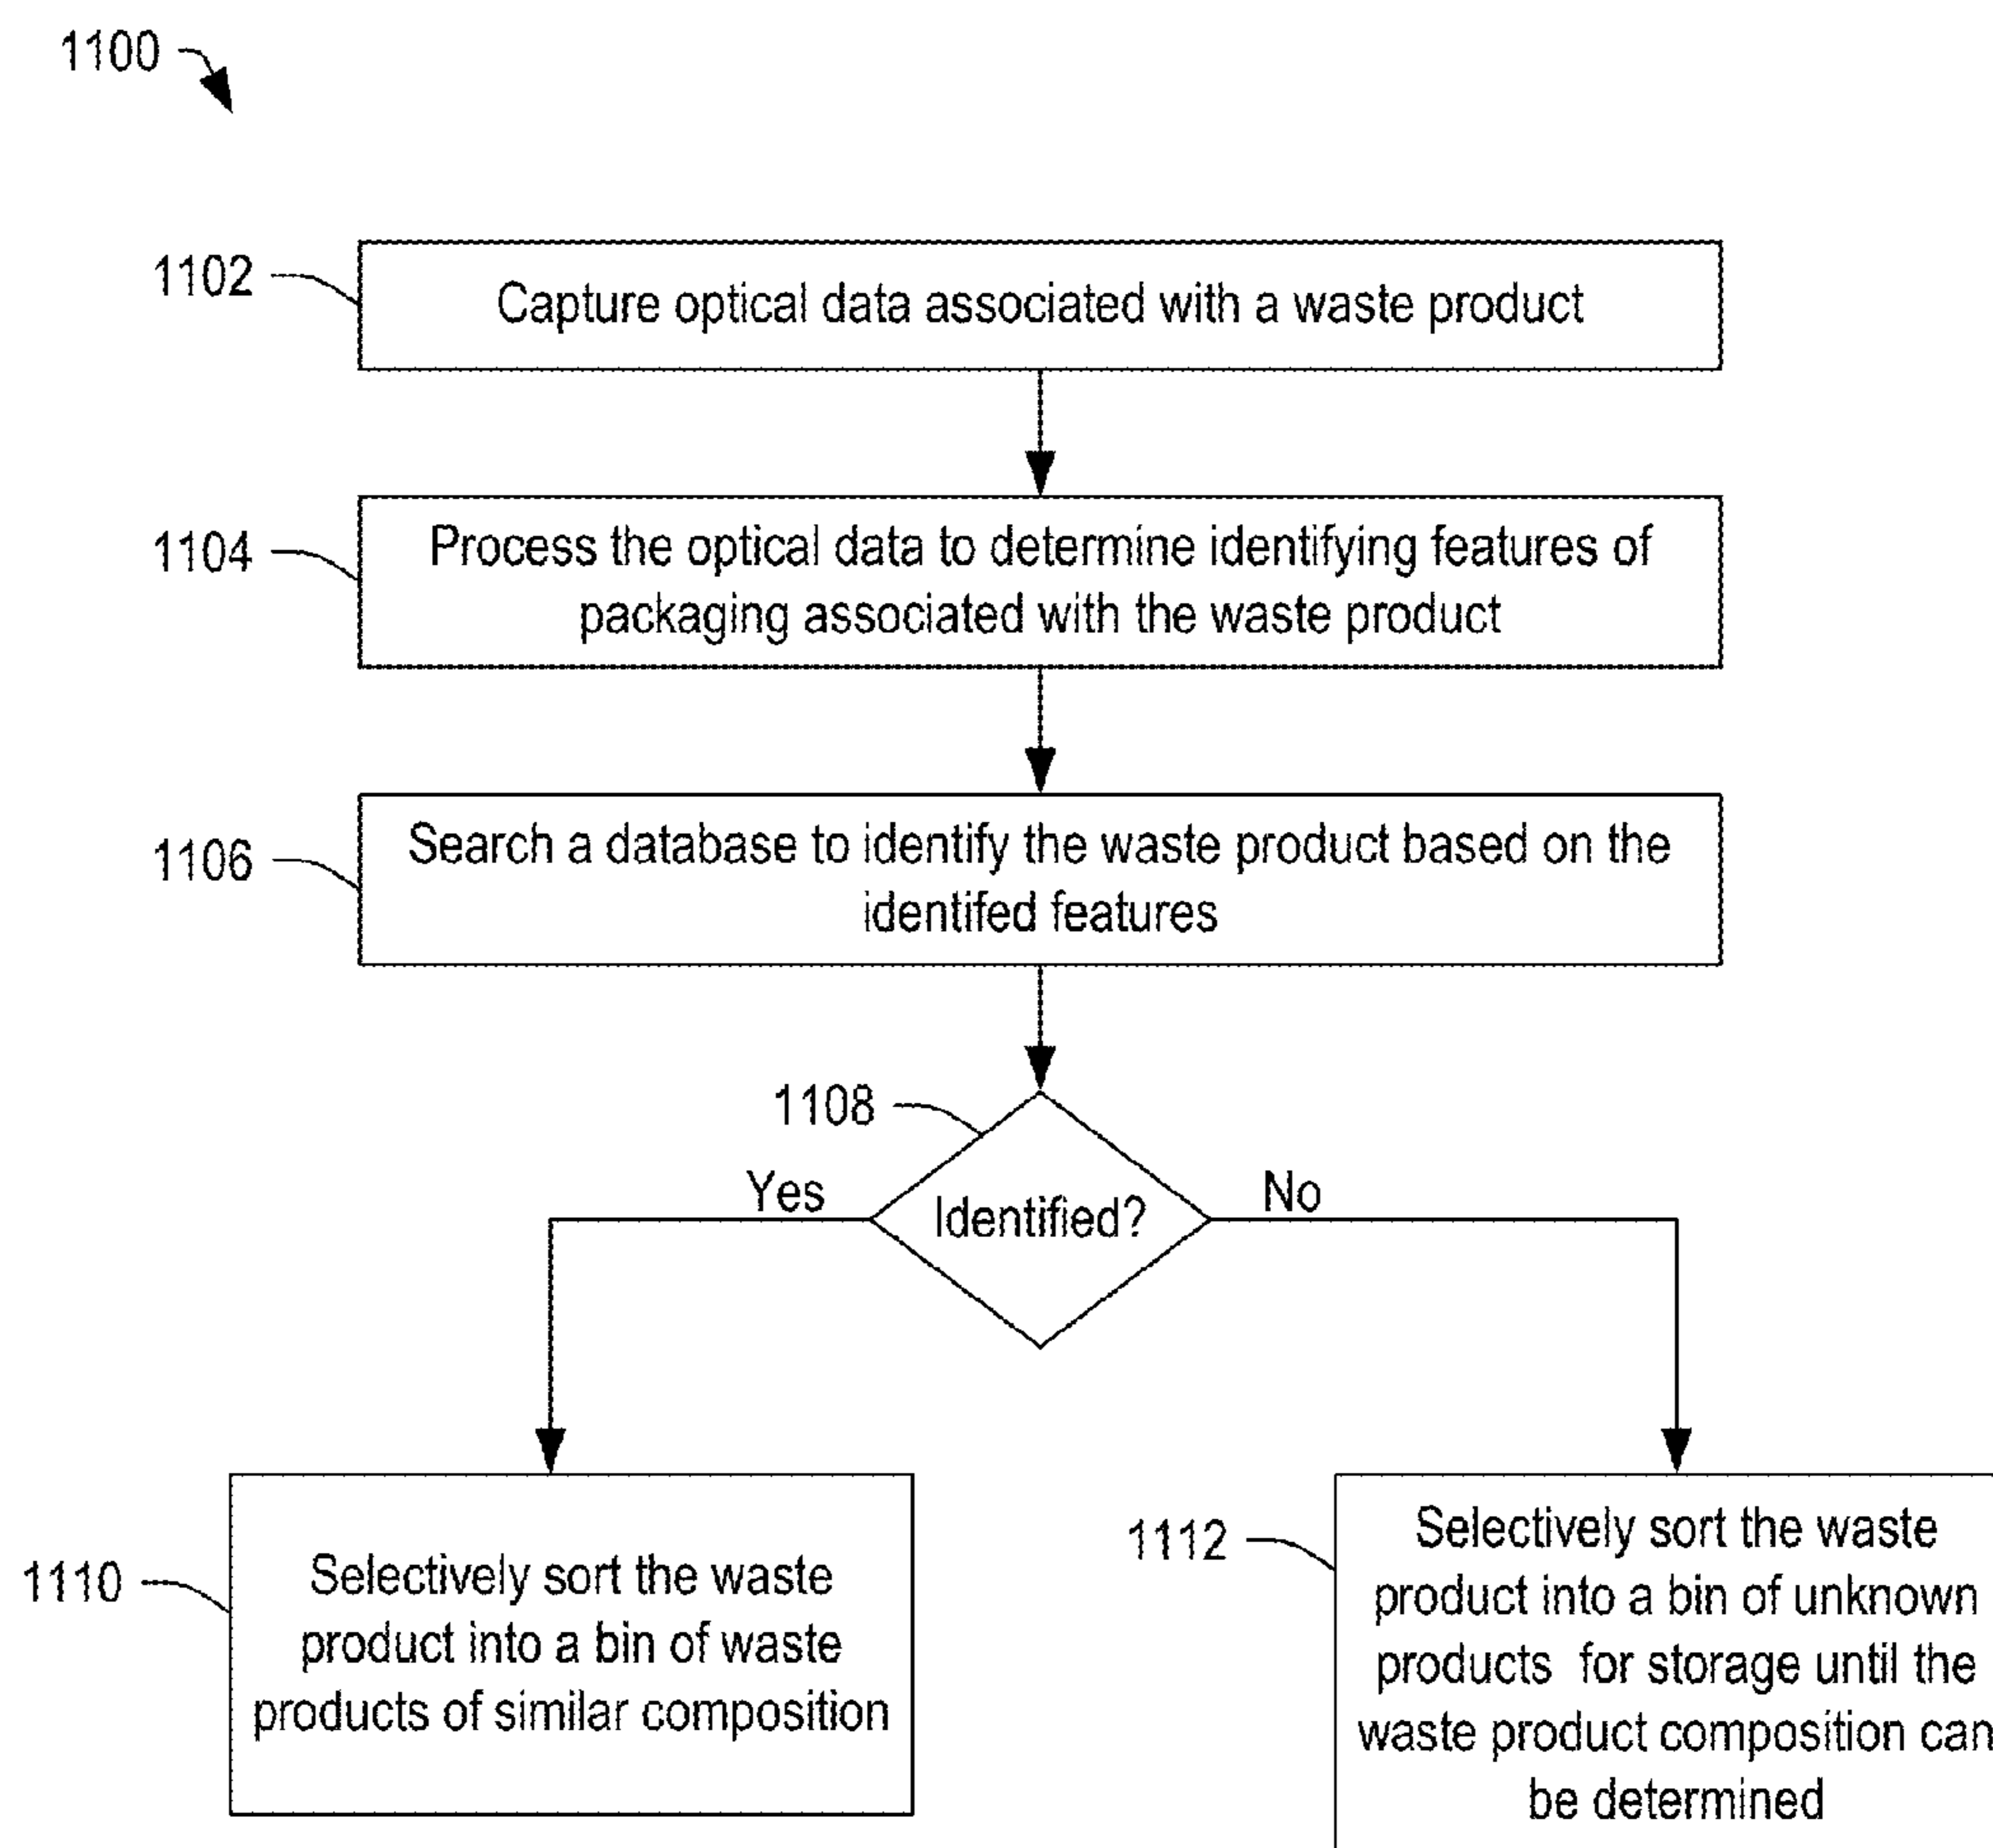 1100
1102
Capture optical data associated with a waste product
1104
Process the optical data to determine identifying features of
packaging associated with the waste product
1106
Search a database to identify the waste product based on the
identifed features
1108
Yes
Identified?
No
1110
Selectively sort the waste
product into a bin of waste
products of similar composition
1112
Selectively sort the waste
product into a bin of unknown
products for storage until the
waste product composition can
be determined